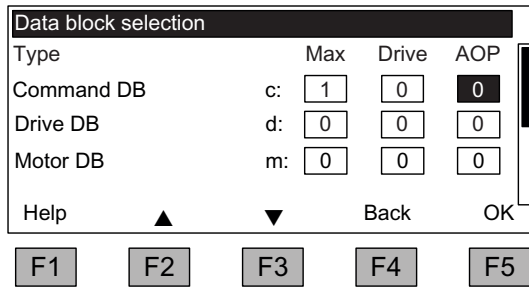 Data block selection
Type Max Drive AOP
Command DB c: 1 0 0
Drive DB d: 0 0 0
Motor DB m: 0 0 0
Help ▲ ▼ Back OK
F1 F2 F3 F4 F5